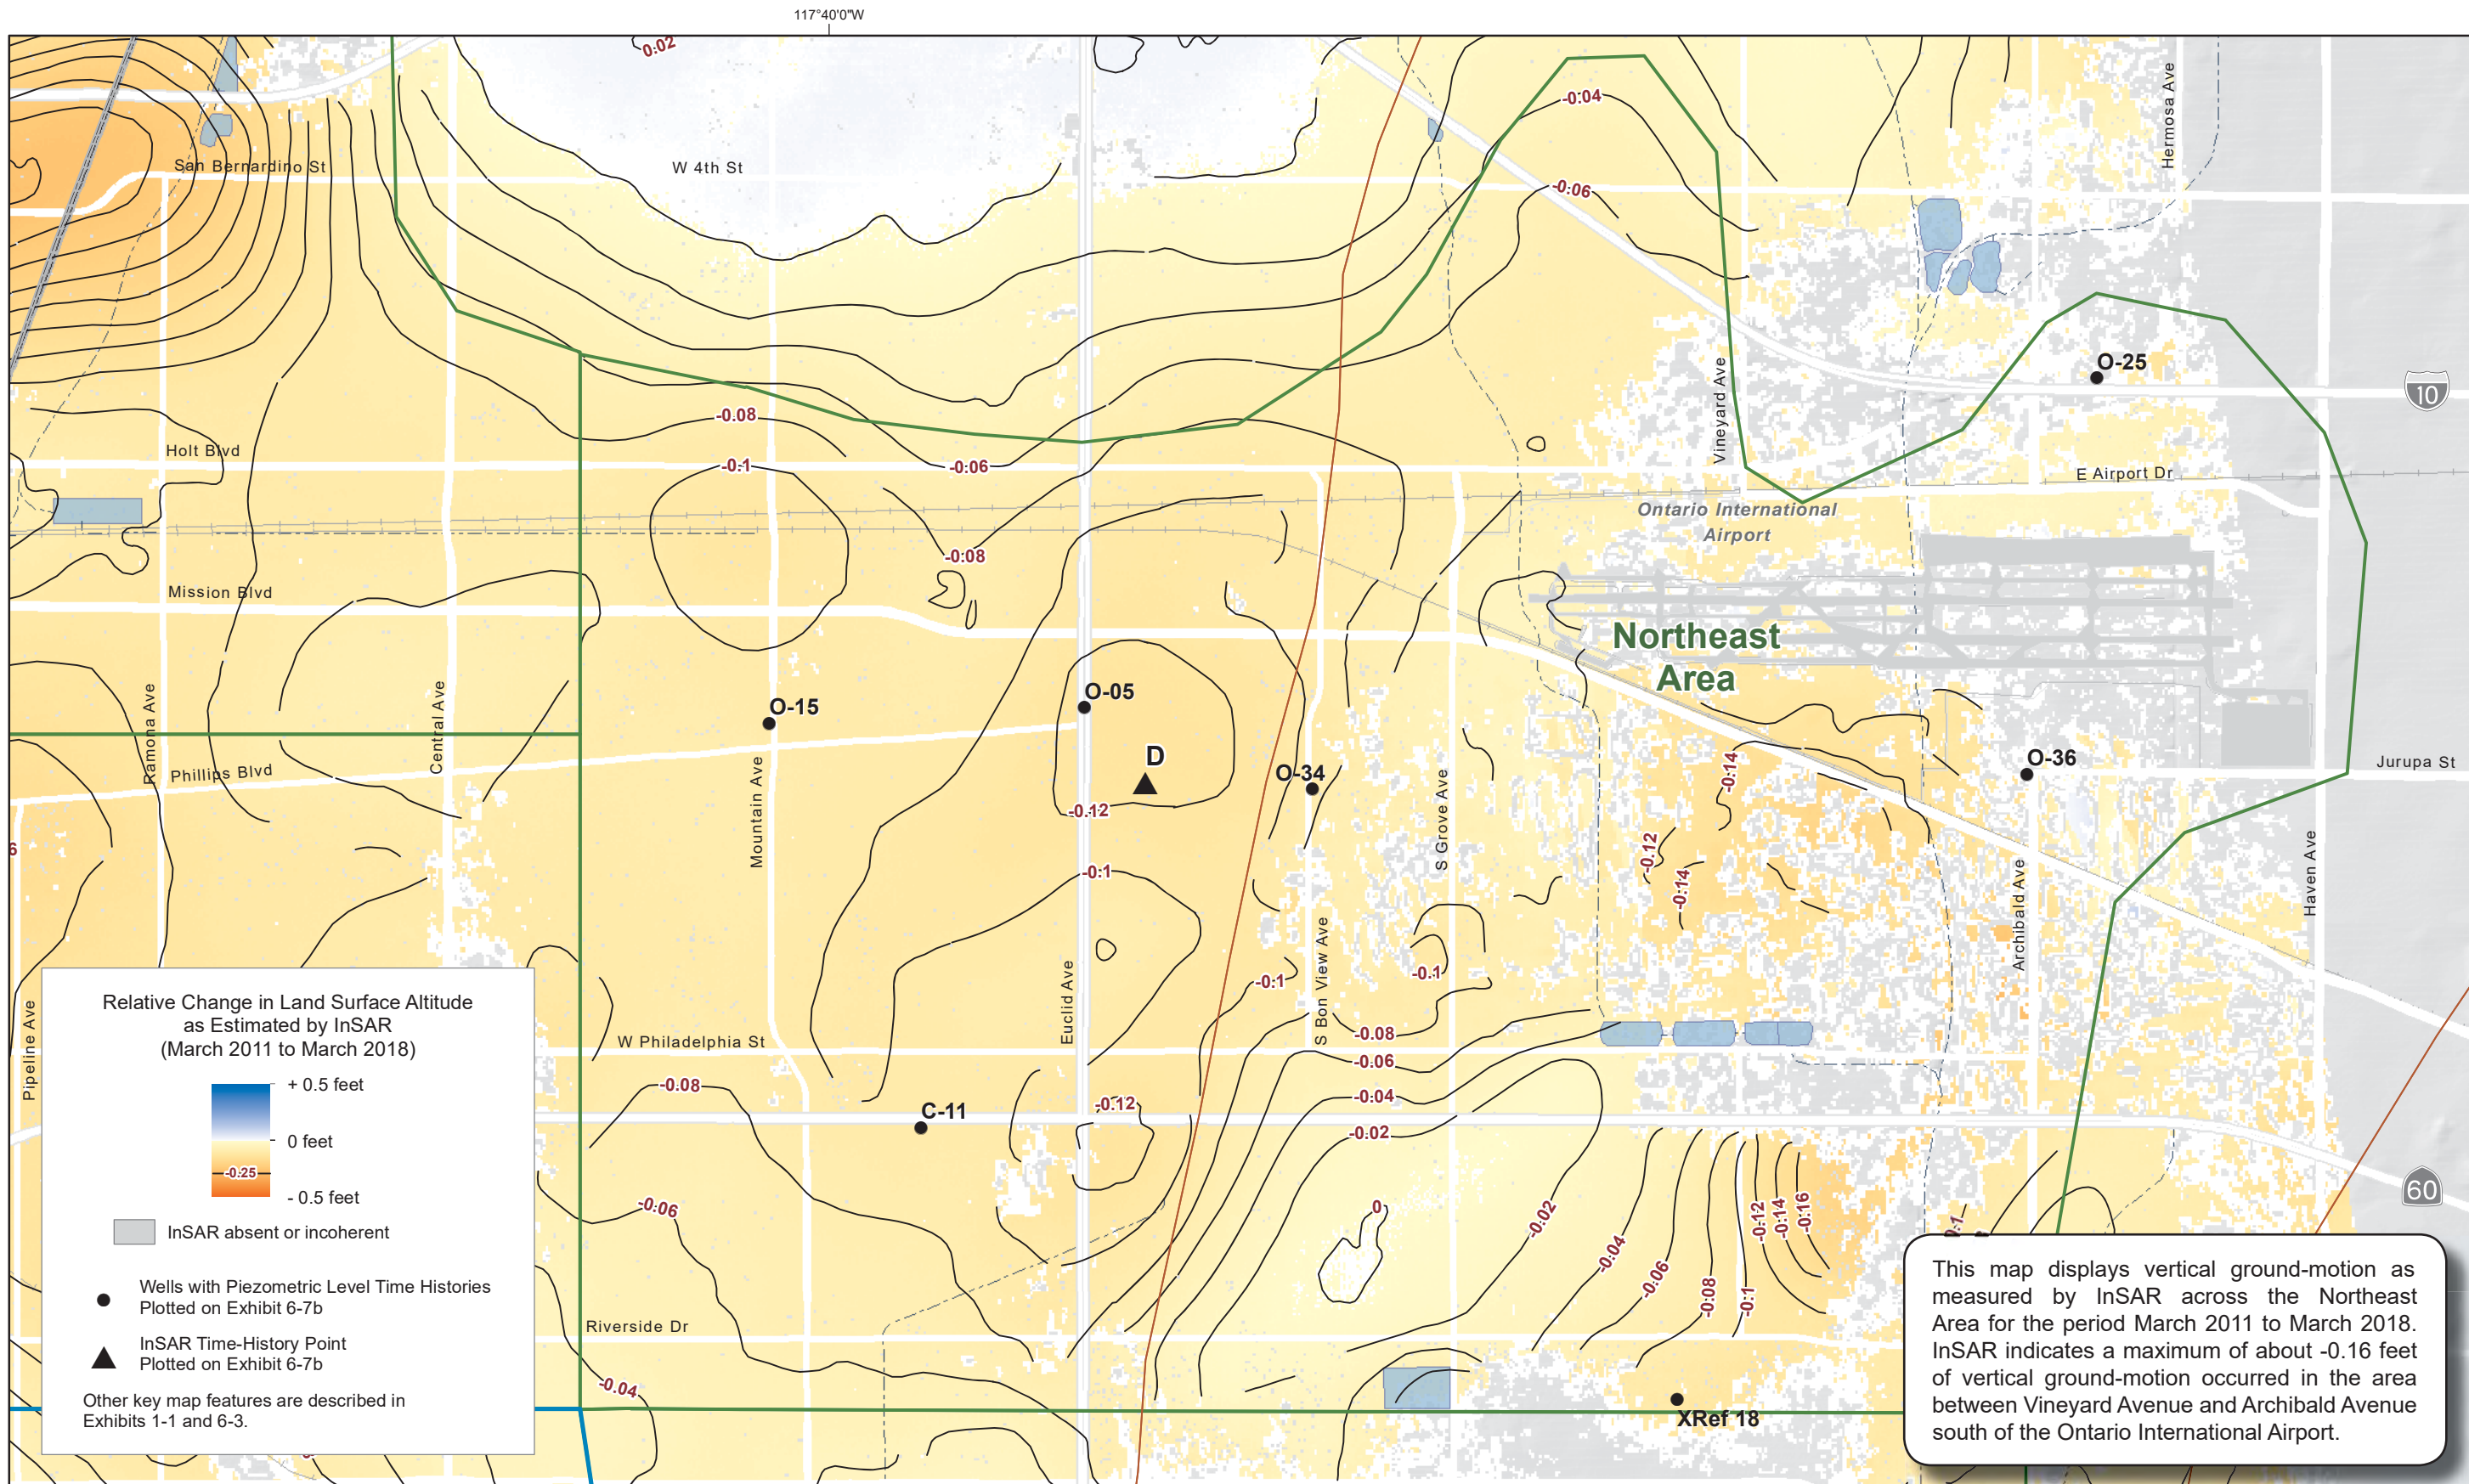 117°40'0"W
0.02
-0.04
Hermosa Ave
San Bernardino St
W 4th St
-0.06
O-25
10
Vineyard Ave
-0.08
Holt Blvd
-0.1
-0.06
E Airport Dr
Ontario International
Airport
-0.08
Mission Blvd
Northeast
Area
Ramona Ave
Central Ave
O-15
O-05
D
O-34
O-36
Jurupa St
Phillips Blvd
Mountain Ave
S Grove Ave
-0.14
-0.12
6
-0.12
-0.14
-0.1
Archibald Ave
Haven Ave
Euclid Ave
S Bon View Ave
-0.1
-0.1
Pipeline Ave
W Philadelphia St
-0.08
-0.06
-0.08
-0.04
-0.12
C-11
-0.02
60
-0.06
0
-0.02
-0.04
-0.06
-0.08
-0.1
-0.12
-0.14
-0.16
Riverside Dr
-0.04
XRef 18
Relative Change in Land Surface Altitude
as Estimated by InSAR
(March 2011 to March 2018)
+ 0.5 feet
0 feet
-0.25
- 0.5 feet
InSAR absent or incoherent
Wells with Piezometric Level Time Histories
Plotted on Exhibit 6-7b
InSAR Time-History Point
Plotted on Exhibit 6-7b
Other key map features are described in
Exhibits 1-1 and 6-3.
This map displays vertical ground-motion as
measured by InSAR across the Northeast
Area for the period March 2011 to March 2018.
InSAR indicates a maximum of about -0.16 feet
of vertical ground-motion occurred in the area
between Vineyard Avenue and Archibald Avenue
south of the Ontario International Airport.